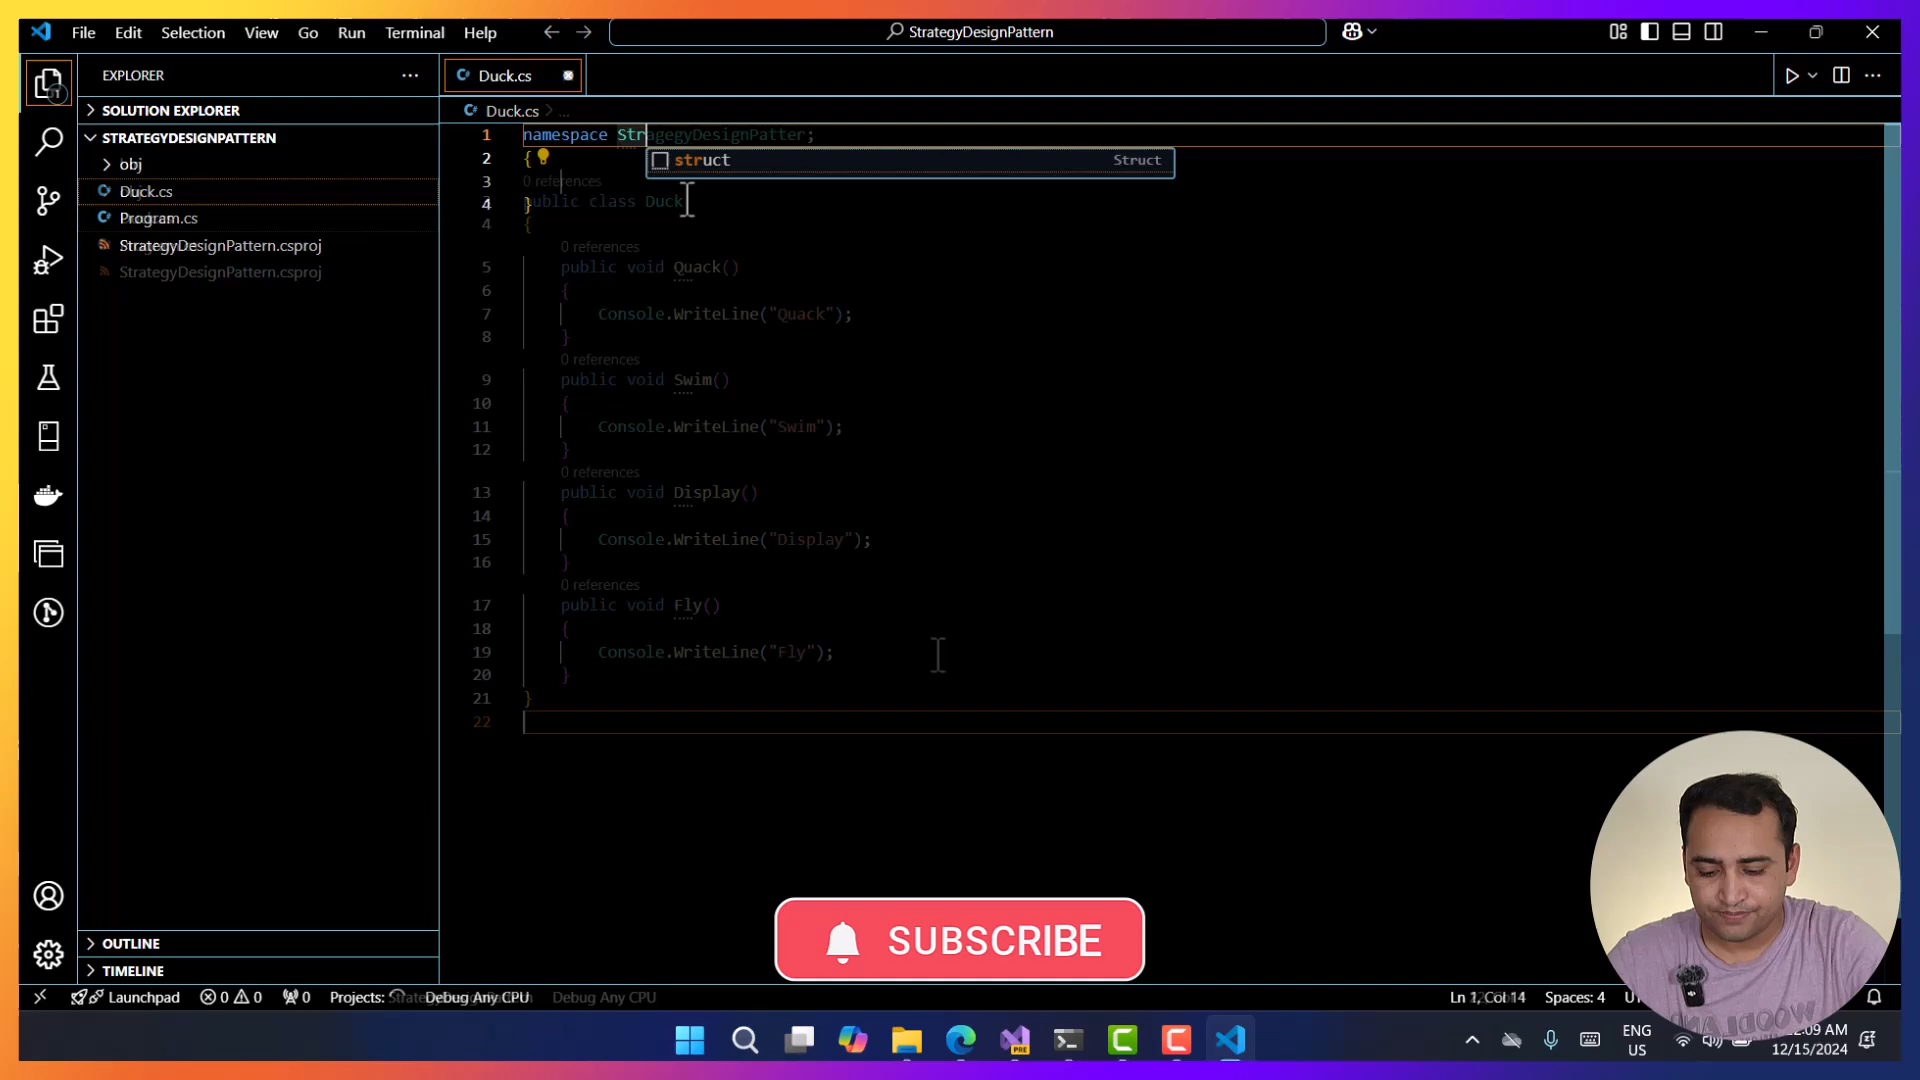 File Edit Selection View Go Run Terminal Help
StrategyDesignPattern
EXPLORER
Duck.cs
SOLUTION EXPLORER
Duck.cs > ...
STRATEGYDESIGNPATTERN
obj
Duck.cs
Program.cs
StrategyDesignPattern.csproj
StrategyDesignPattern.csproj
OUTLINE
TIMELINE
1 namespace StragegyDesignPatter;
struct Struct
2 {
3
0 references
public class Duck
4 }
4 {
0 references
5 public void Quack()
6 {
7 Console.WriteLine("Quack");
8 }
0 references
9 public void Swim()
10 {
11 Console.WriteLine("Swim");
12 }
0 references
13 public void Display()
14 {
15 Console.WriteLine("Display");
16 }
0 references
17 public void Fly()
18 {
19 Console.WriteLine("Fly");
20 }
21 }
22
SUBSCRIBE
Launchpad 0 0 0 Projects: Debug Any CPU Debug Any CPU
Spaces: 4
ENG
US
2:09 AM
12/15/2024